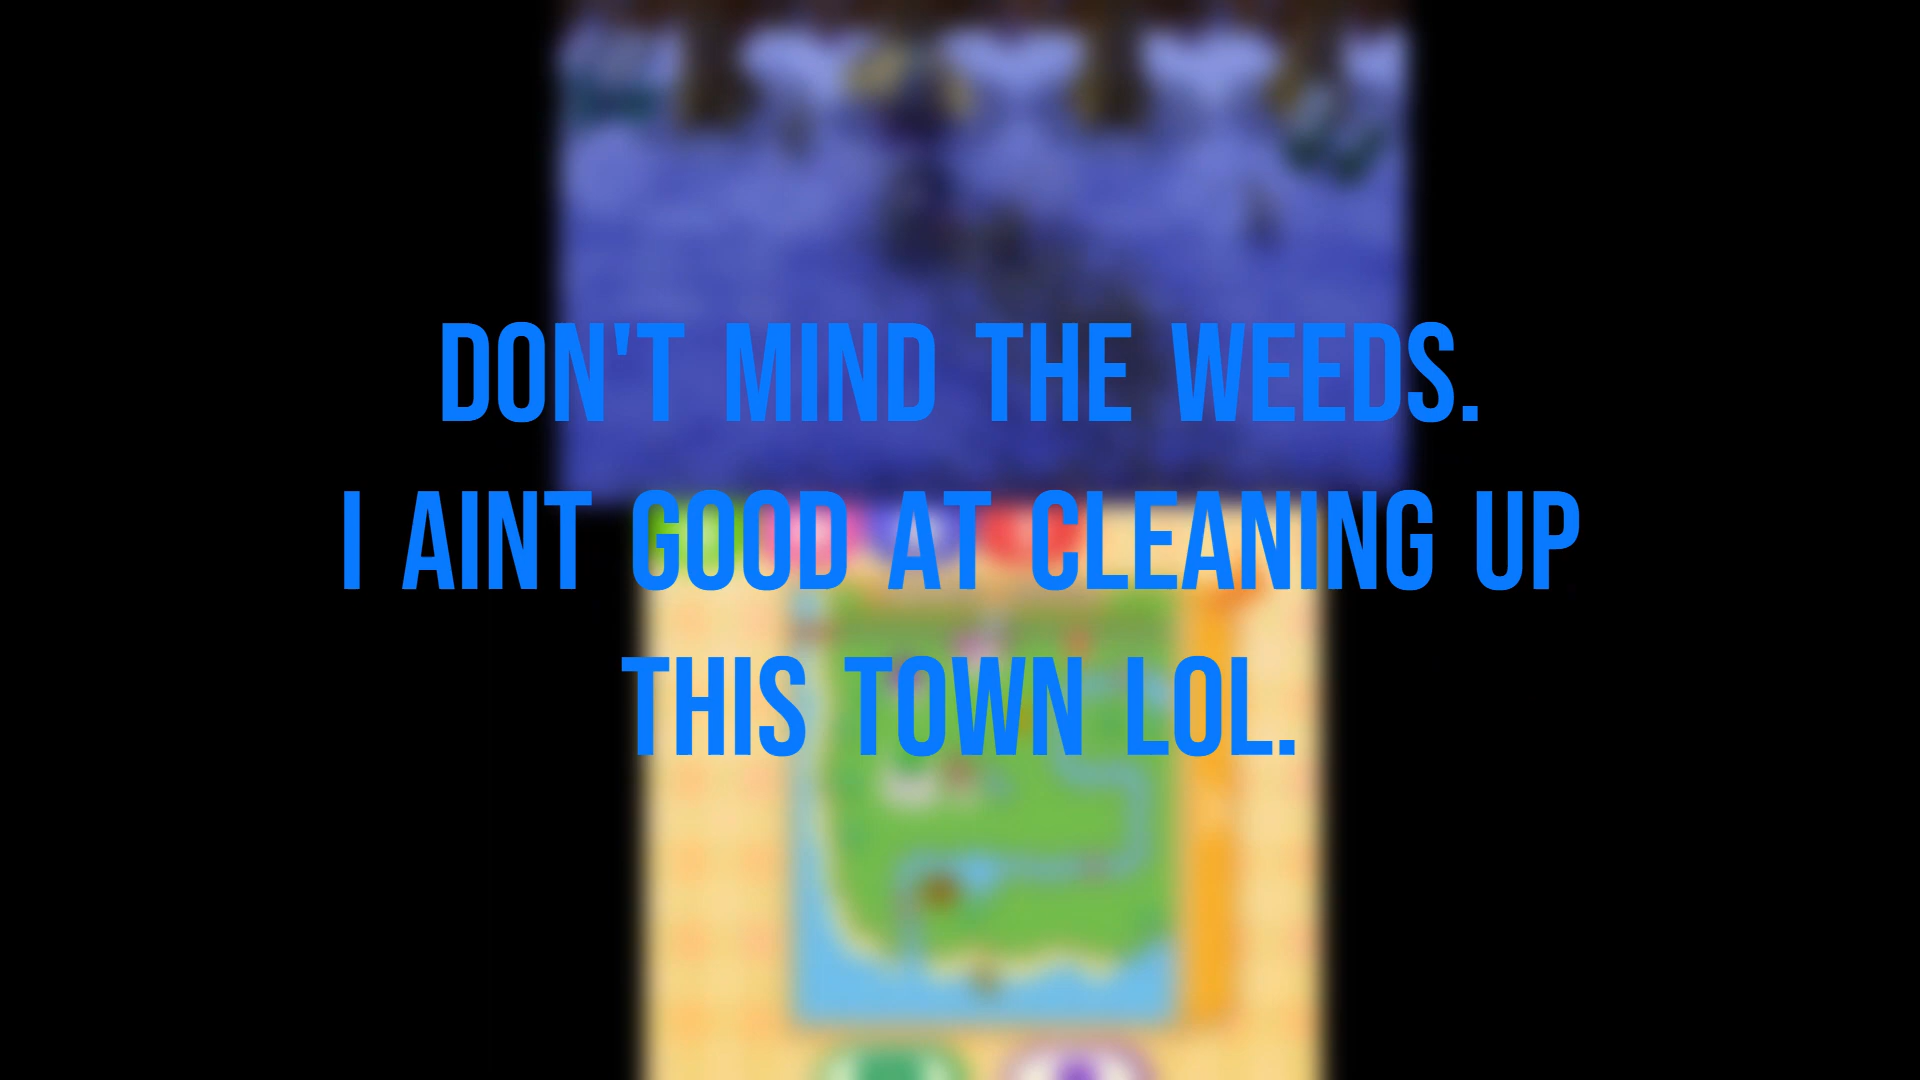 DON'T MIND THE WEEDS.
I AINT GOOD AT CLEANING UP
THIS TOWN LOL.